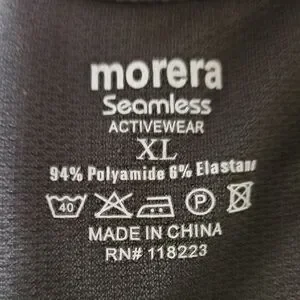 morera
Seamless
ACTIVEWEAR
XL
94% Polyamide 6% Elastane
40 P
MADE IN CHINA
RN# 118223